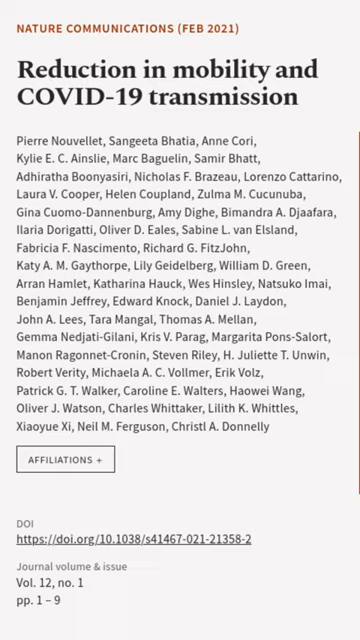 NATURE COMMUNICATIONS (FEB 2021)
Reduction in mobility and
COVID-19 transmission
Pierre Nouvellet, Sangeeta Bhatia, Anne Cori,
Kylie E. C. Ainslie, Marc Baguelin, Samir Bhatt,
Adhiratha Boonyasiri, Nicholas F. Brazeau, Lorenzo Cattarino,
Laura V. Cooper, Helen Coupland, Zulma M. Cucunuba,
Gina Cuomo-Dannenburg, Amy Dighe, Bimandra A. Djaafara,
Ilaria Dorigatti, Oliver D. Eales, Sabine L. van Elsland,
Fabricia F. Nascimento, Richard G. FitzJohn,
Katy A. M. Gaythorpe, Lily Geidelberg, William D. Green,
Arran Hamlet, Katharina Hauck, Wes Hinsley, Natsuko Imai,
Benjamin Jeffrey, Edward Knock, Daniel J. Laydon,
John A. Lees, Tara Mangal, Thomas A. Mellan,
Gemma Nedjati-Gilani, Kris V. Parag, Margarita Pons-Salort,
Manon Ragonnet-Cronin, Steven Riley, H. Juliette T. Unwin,
Robert Verity, Michaela A. C. Vollmer, Erik Volz,
Patrick G. T. Walker, Caroline E. Walters, Haowei Wang,
Oliver J. Watson, Charles Whittaker, Lilith K. Whittles,
Xiaoyue Xi, Neil M. Ferguson, Christl A. Donnelly
AFFILIATIONS +
DOI
https://doi.org/10.1038/s41467-021-21358-2
Journal volume & issue
Vol. 12, no. 1
pp. 1 – 9